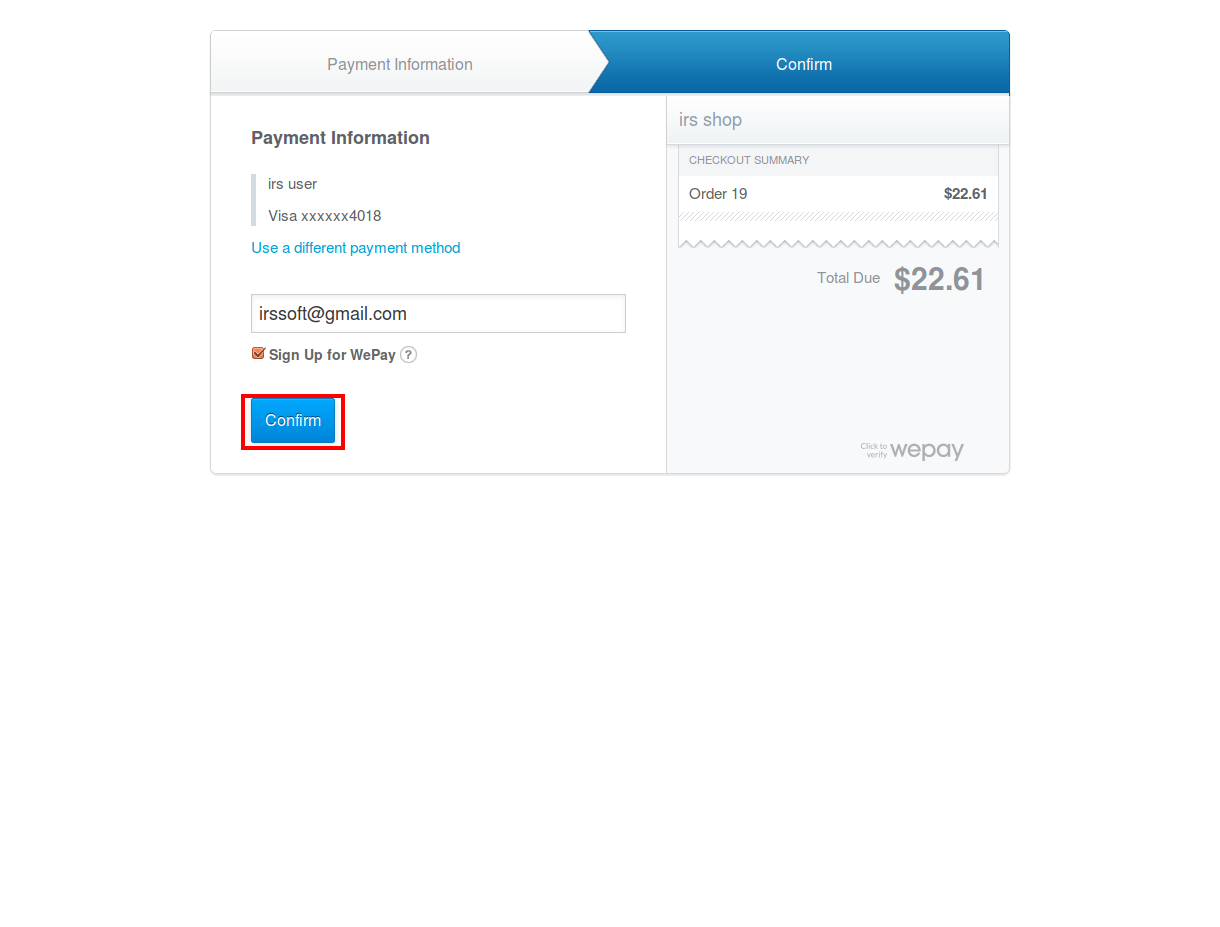 Payment Information
Confirm
Payment Information
irs user
Visa xxxxxx4018
Use a different payment method
irssoft@gmail.com
Sign Up for WePay ?
Confirm
irs shop
CHECKOUT SUMMARY
Order 19 $22.61
Total Due $22.61
Click to
verify wepay